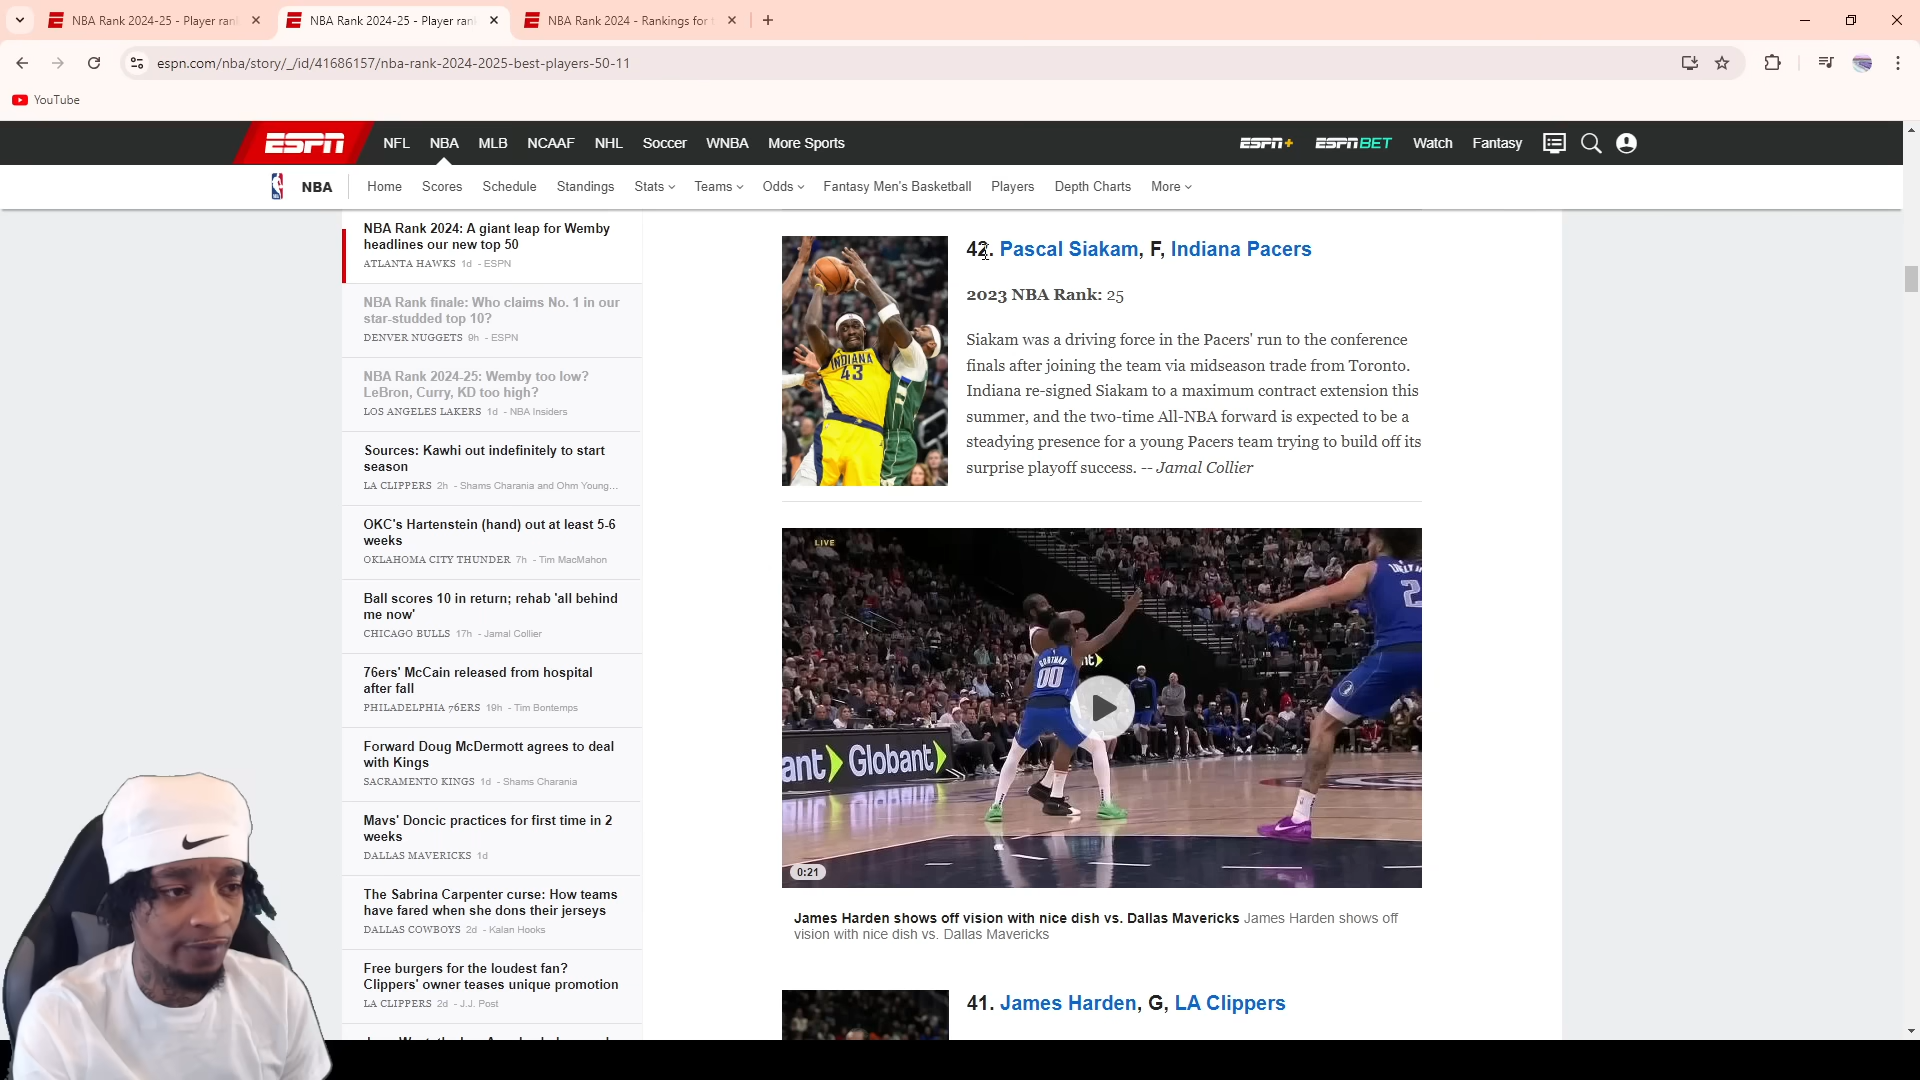 NBA Rank 2024-25 - Player ran
NBA Rank 2024-25 - Player ran
NBA Rank 2024 - Rankings for t
espn.com/nba/story/_/id/41686157/nba-rank-2024-2025-best-players-50-11
YouTube
ESPN NFL NBA MLB NCAAF NHL Soccer WNBA More Sports ESPN+ ESPN BET Watch Fantasy
NBA Home Scores Schedule Standings Stats Teams Odds Fantasy Men's Basketball Players Depth Charts More
NBA Rank 2024: A giant leap for Wemby
headlines our new top 50
ATLANTA HAWKS 1d - ESPN
NBA Rank finale: Who claims No. 1 in our
star-studded top 10?
DENVER NUGGETS 9h - ESPN
NBA Rank 2024-25: Wemby too low?
LeBron, Curry, KD too high?
LOS ANGELES LAKERS 1d - NBA Insiders
Sources: Kawhi out indefinitely to start
season
LA CLIPPERS 2h - Shams Charania and Ohm Young...
OKC's Hartenstein (hand) out at least 5-6
weeks
OKLAHOMA CITY THUNDER 7h - Tim MacMahon
Ball scores 10 in return; rehab 'all behind
me now'
CHICAGO BULLS 17h - Jamal Collier
76ers' McCain released from hospital
after fall
PHILADELPHIA 76ERS 19h - Tim Bontemps
Forward Doug McDermott agrees to deal
with Kings
SACRAMENTO KINGS 1d - Shams Charania
Mavs' Doncic practices for first time in 2
weeks
DALLAS MAVERICKS 1d
The Sabrina Carpenter curse: How teams
have fared when she dons their jerseys
DALLAS COWBOYS 2d - Kalan Hooks
Free burgers for the loudest fan?
Clippers' owner teases unique promotion
LA CLIPPERS 2d - J.J. Post
42. Pascal Siakam, F, Indiana Pacers
2023 NBA Rank: 25
Siakam was a driving force in the Pacers' run to the conference
finals after joining the team via midseason trade from Toronto.
Indiana re-signed Siakam to a maximum contract extension this
summer, and the two-time All-NBA forward is expected to be a
steadying presence for a young Pacers team trying to build off its
surprise playoff success. -- Jamal Collier
INDIANA
43
LIVE
00
2
ant Globant
0:21
James Harden shows off vision with nice dish vs. Dallas Mavericks James Harden shows off
vision with nice dish vs. Dallas Mavericks
41. James Harden, G, LA Clippers